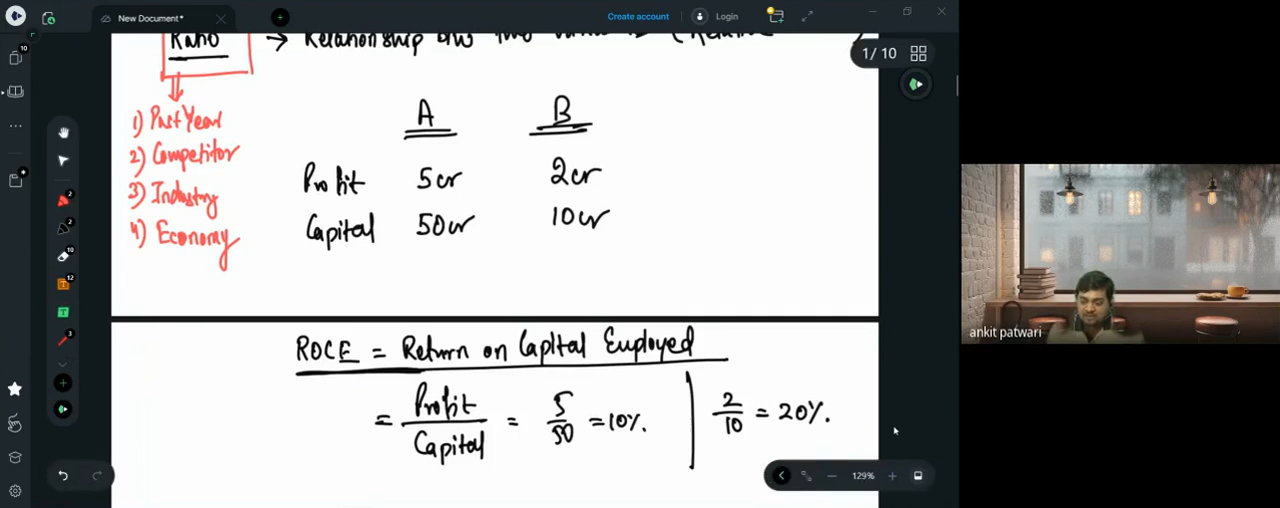 New Document*
Create account
Login
Ratio → Relationship b/w two
1 / 10
1) Past Year
2) Competitor
3) Industry
4) Economy
A B
Profit 5cr 2cr
Capital 50cr 10cr
ROCE = Return on Capital Employed
= Profit / Capital = 5/50 = 10%. | 2/10 = 20%.
129%
ankit patwari